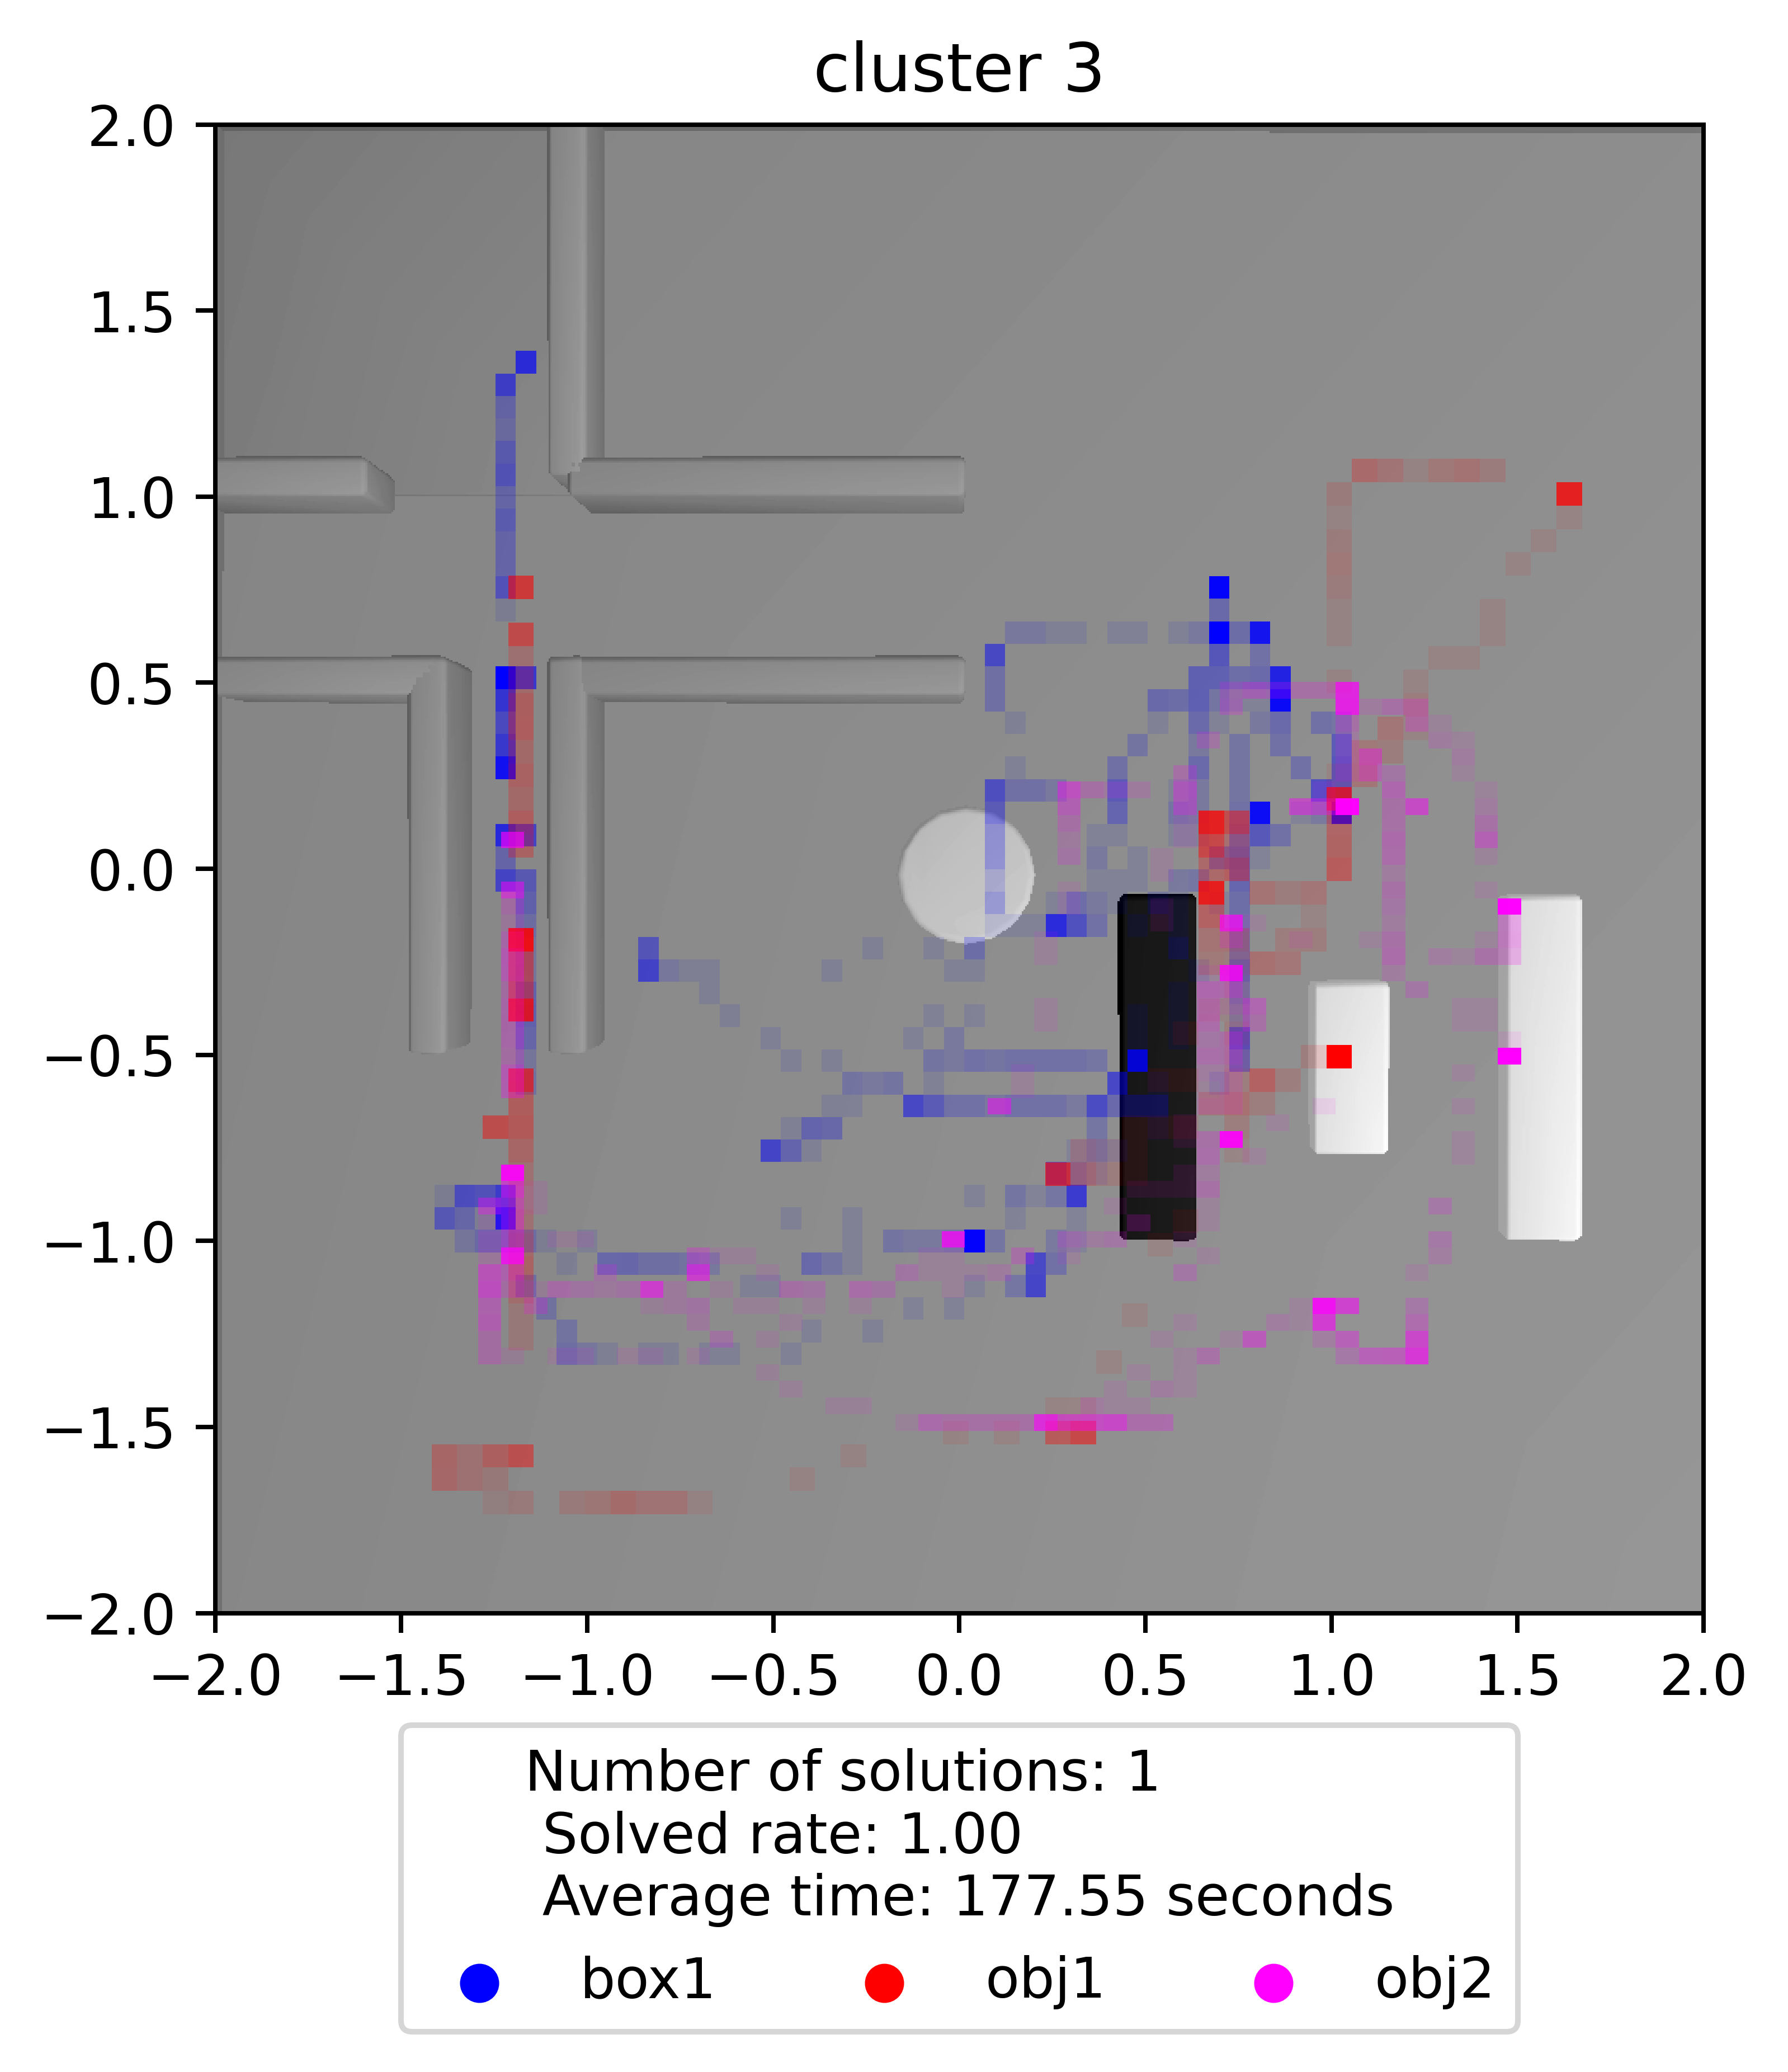 cluster 3
2.0
1.5
1.0
0.5
0.0
−0.5
−1.0
−1.5
−2.0
−2.0 −1.5 −1.0 −0.5 0.0 0.5 1.0 1.5 2.0
Number of solutions: 1
Solved rate: 1.00
Average time: 177.55 seconds
box1 obj1 obj2